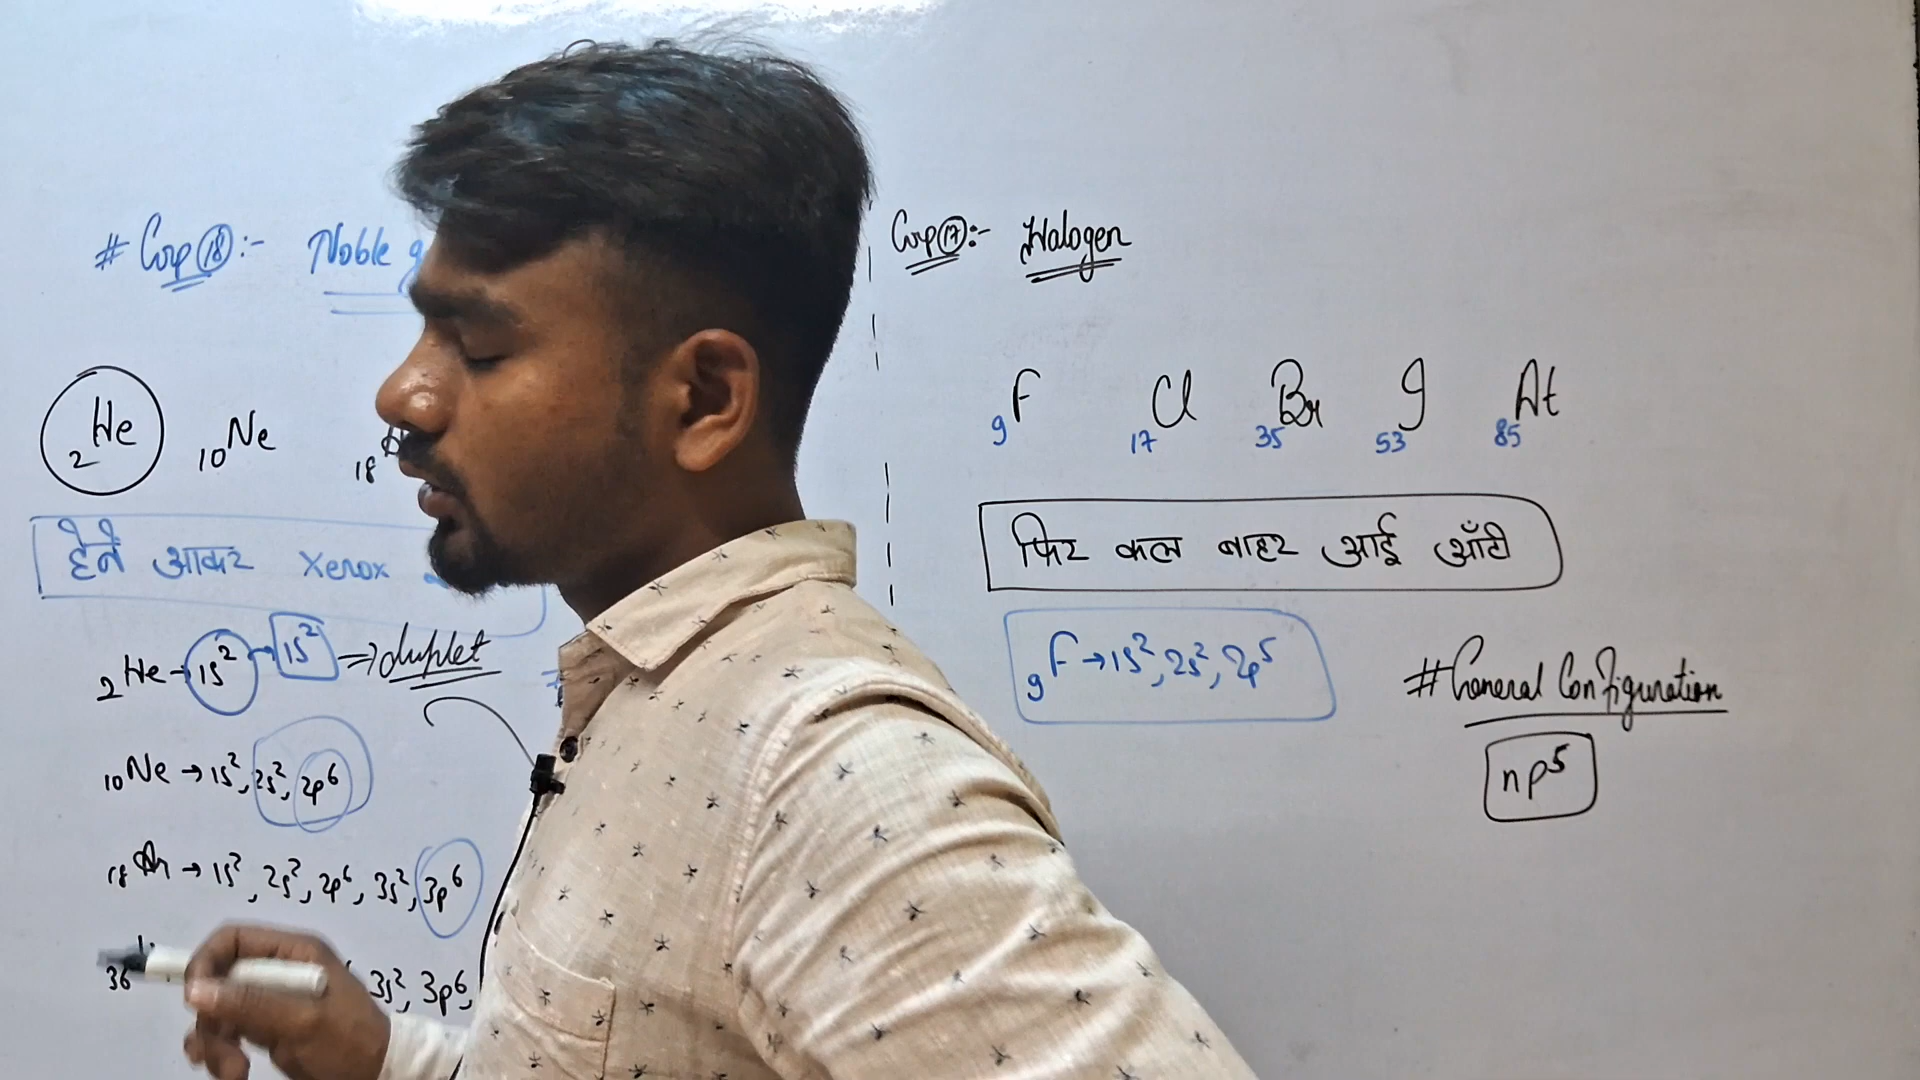 # Grp 18 :- Noble g
2He 10Ne 18
हेने आकर Xerox
2He → 1s² → 1s² ⇒ duplet
10Ne → 1s², 2s², 2p⁶
18Ar → 1s², 2s², 2p⁶, 3s², 3p⁶
36 3s², 3p⁶,
Grp 17 :- Halogen
9F 17Cl 35Br 53I 85At
फिर कल बाहर आई आँटी
9F → 1s², 2s², 2p⁵
# General Configuration
np⁵